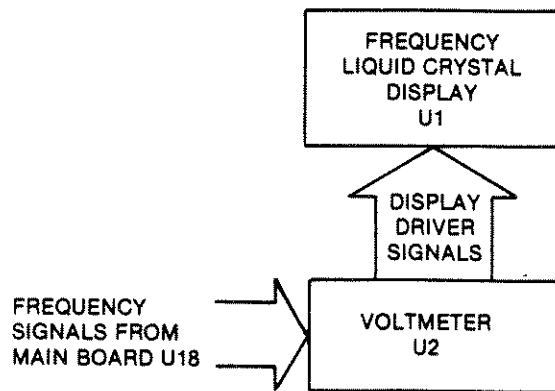 FREQUENCY
LIQUID CRYSTAL
DISPLAY
U1
DISPLAY
DRIVER
SIGNALS
FREQUENCY
SIGNALS FROM
MAIN BOARD U18
VOLTMETER
U2